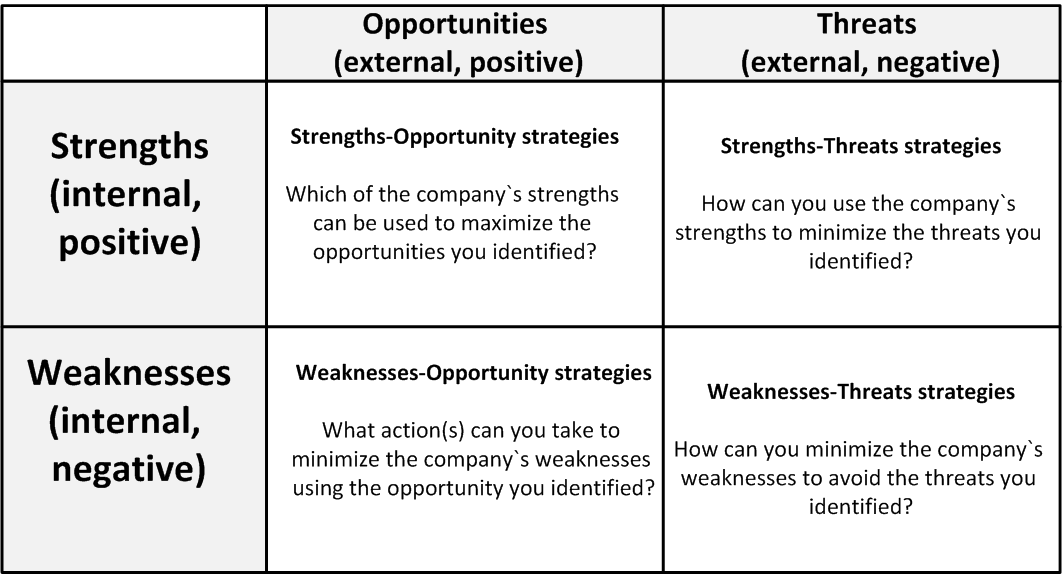 Opportunities
(external, positive)
Threats
(external, negative)
Strengths
(internal,
positive)
Strengths-Opportunity strategies
Which of the company`s strengths
can be used to maximize the
opportunities you identified?
Strengths-Threats strategies
How can you use the company`s
strengths to minimize the threats you
identified?
Weaknesses
(internal,
negative)
Weaknesses-Opportunity strategies
What action(s) can you take to
minimize the company`s weaknesses
using the opportunity you identified?
Weaknesses-Threats strategies
How can you minimize the company`s
weaknesses to avoid the threats you
identified?